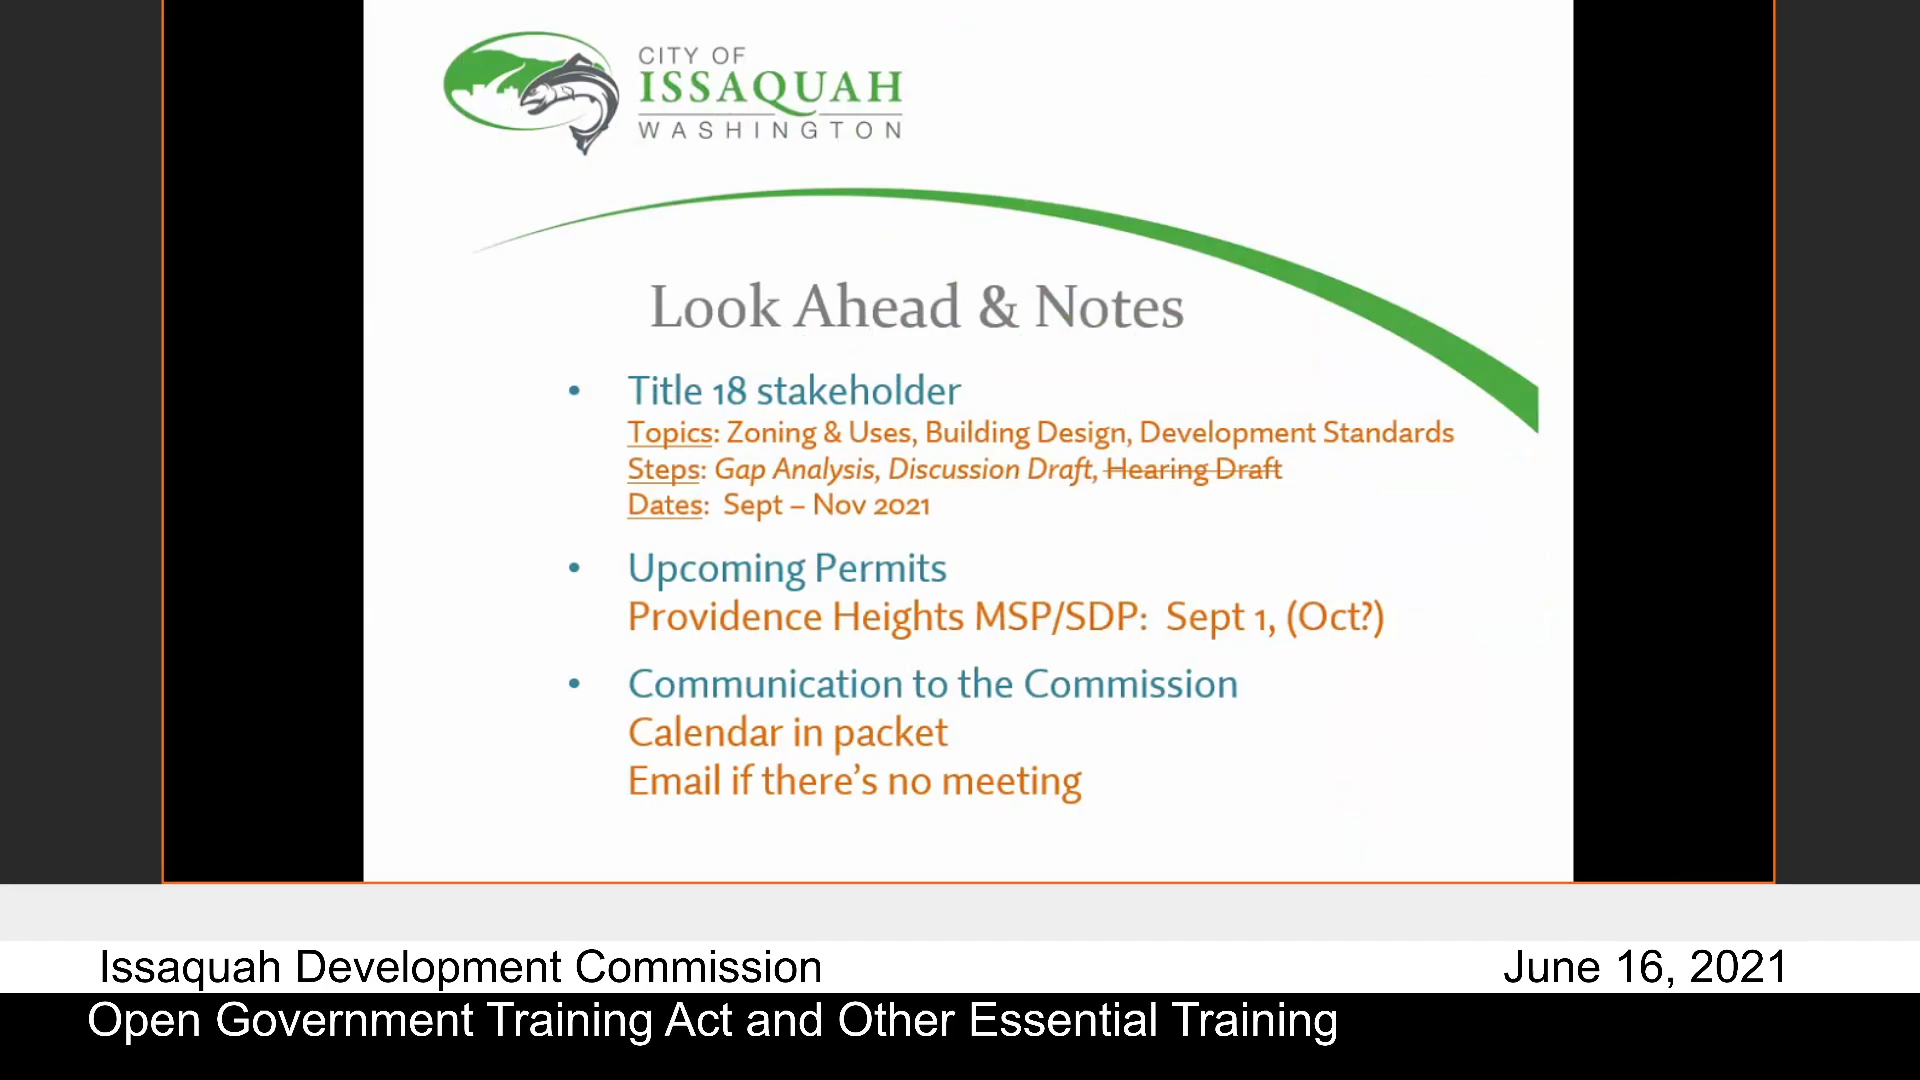 CITY OF
ISSAQUAH
WASHINGTON
Look Ahead & Notes
• Title 18 stakeholder
Topics: Zoning & Uses, Building Design, Development Standards
Steps: Gap Analysis, Discussion Draft, Hearing Draft
Dates: Sept – Nov 2021
• Upcoming Permits
Providence Heights MSP/SDP: Sept 1, (Oct?)
• Communication to the Commission
Calendar in packet
Email if there’s no meeting
Issaquah Development Commission
June 16, 2021
Open Government Training Act and Other Essential Training